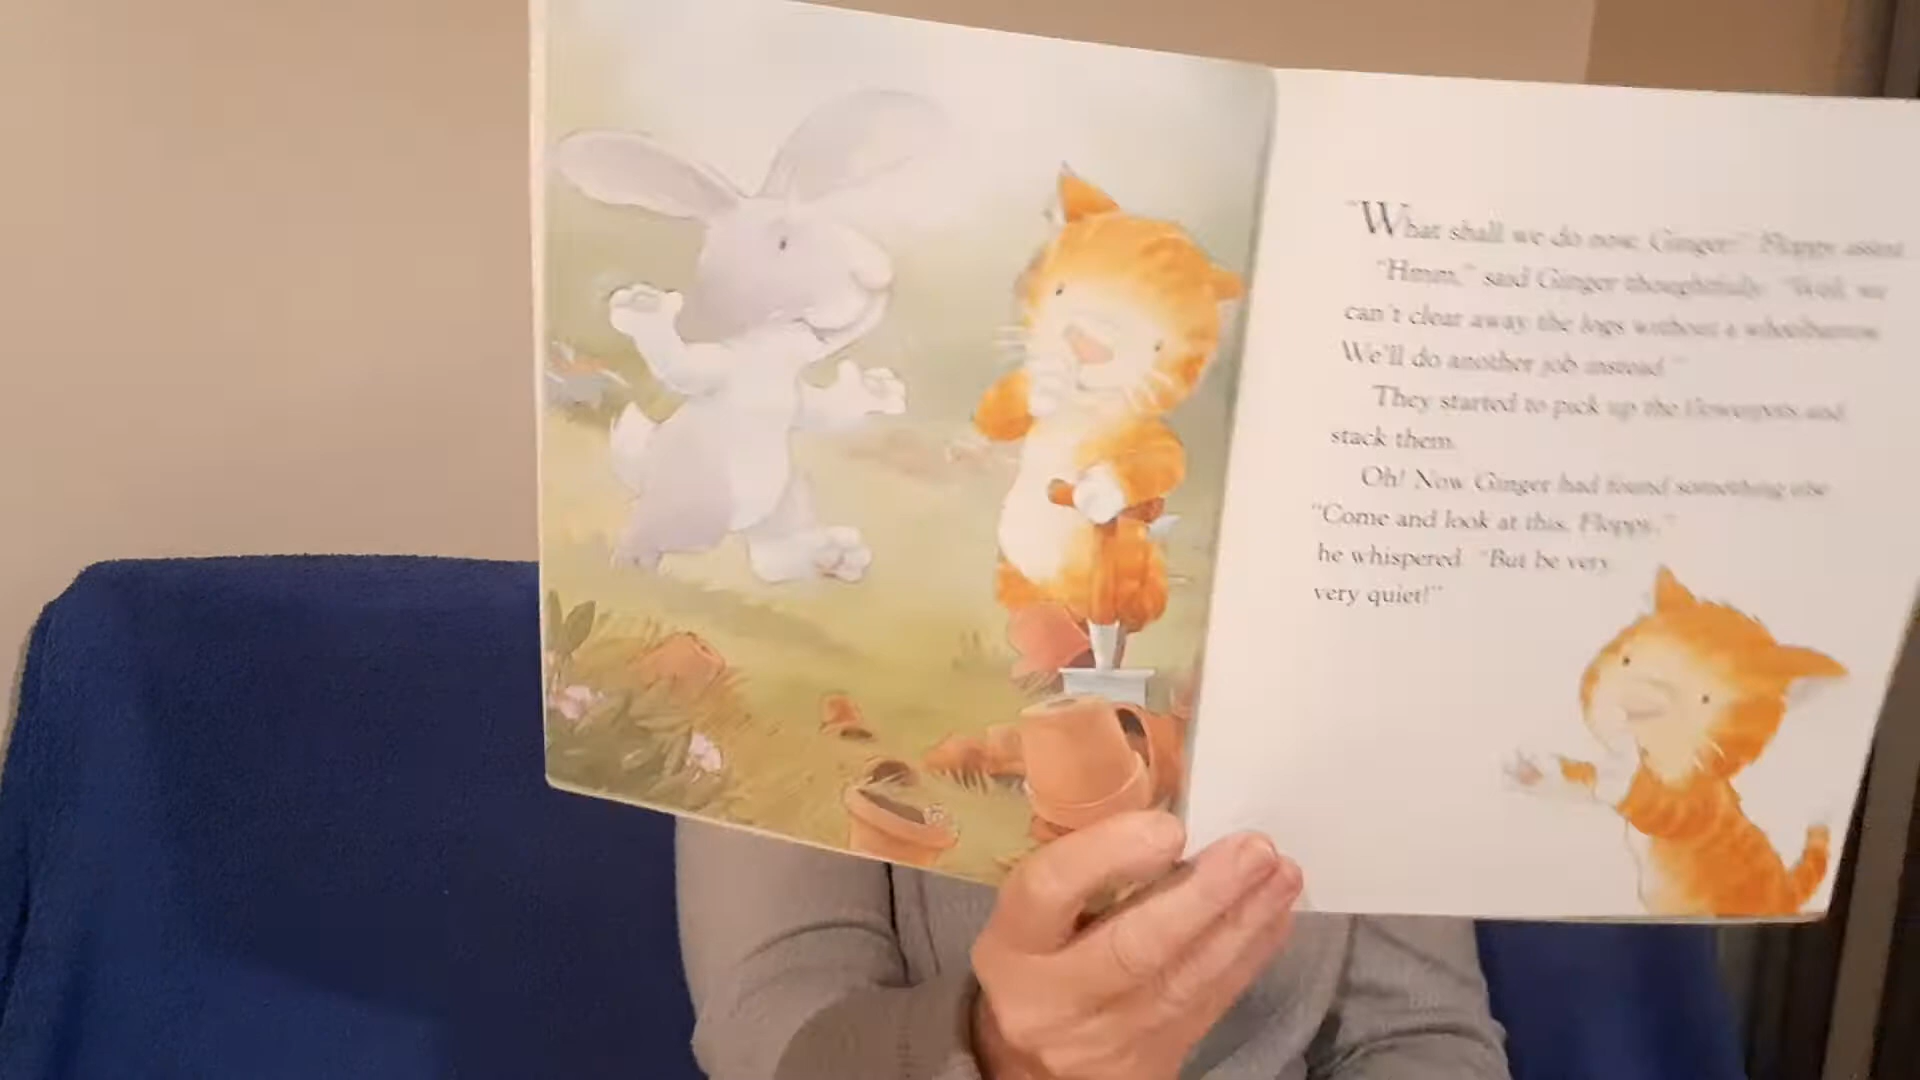 "What shall we do now, Ginger?" Floppy asked.
"Hmm," said Ginger thoughtfully. "Well, we
can't clear away the logs without a wheelbarrow.
We'll do another job instead."
They started to pick up the flowerpots and
stack them.
Oh! Now Ginger had found something else.
"Come and look at this, Floppy,"
he whispered. "But be very,
very quiet!"